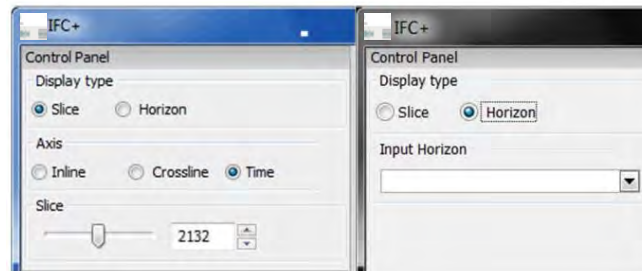 IFC+
Control Panel
Display type
Slice Horizon
Axis
Inline Crossline Time
Slice
2132
IFC+
Control Panel
Display type
Slice Horizon
Input Horizon